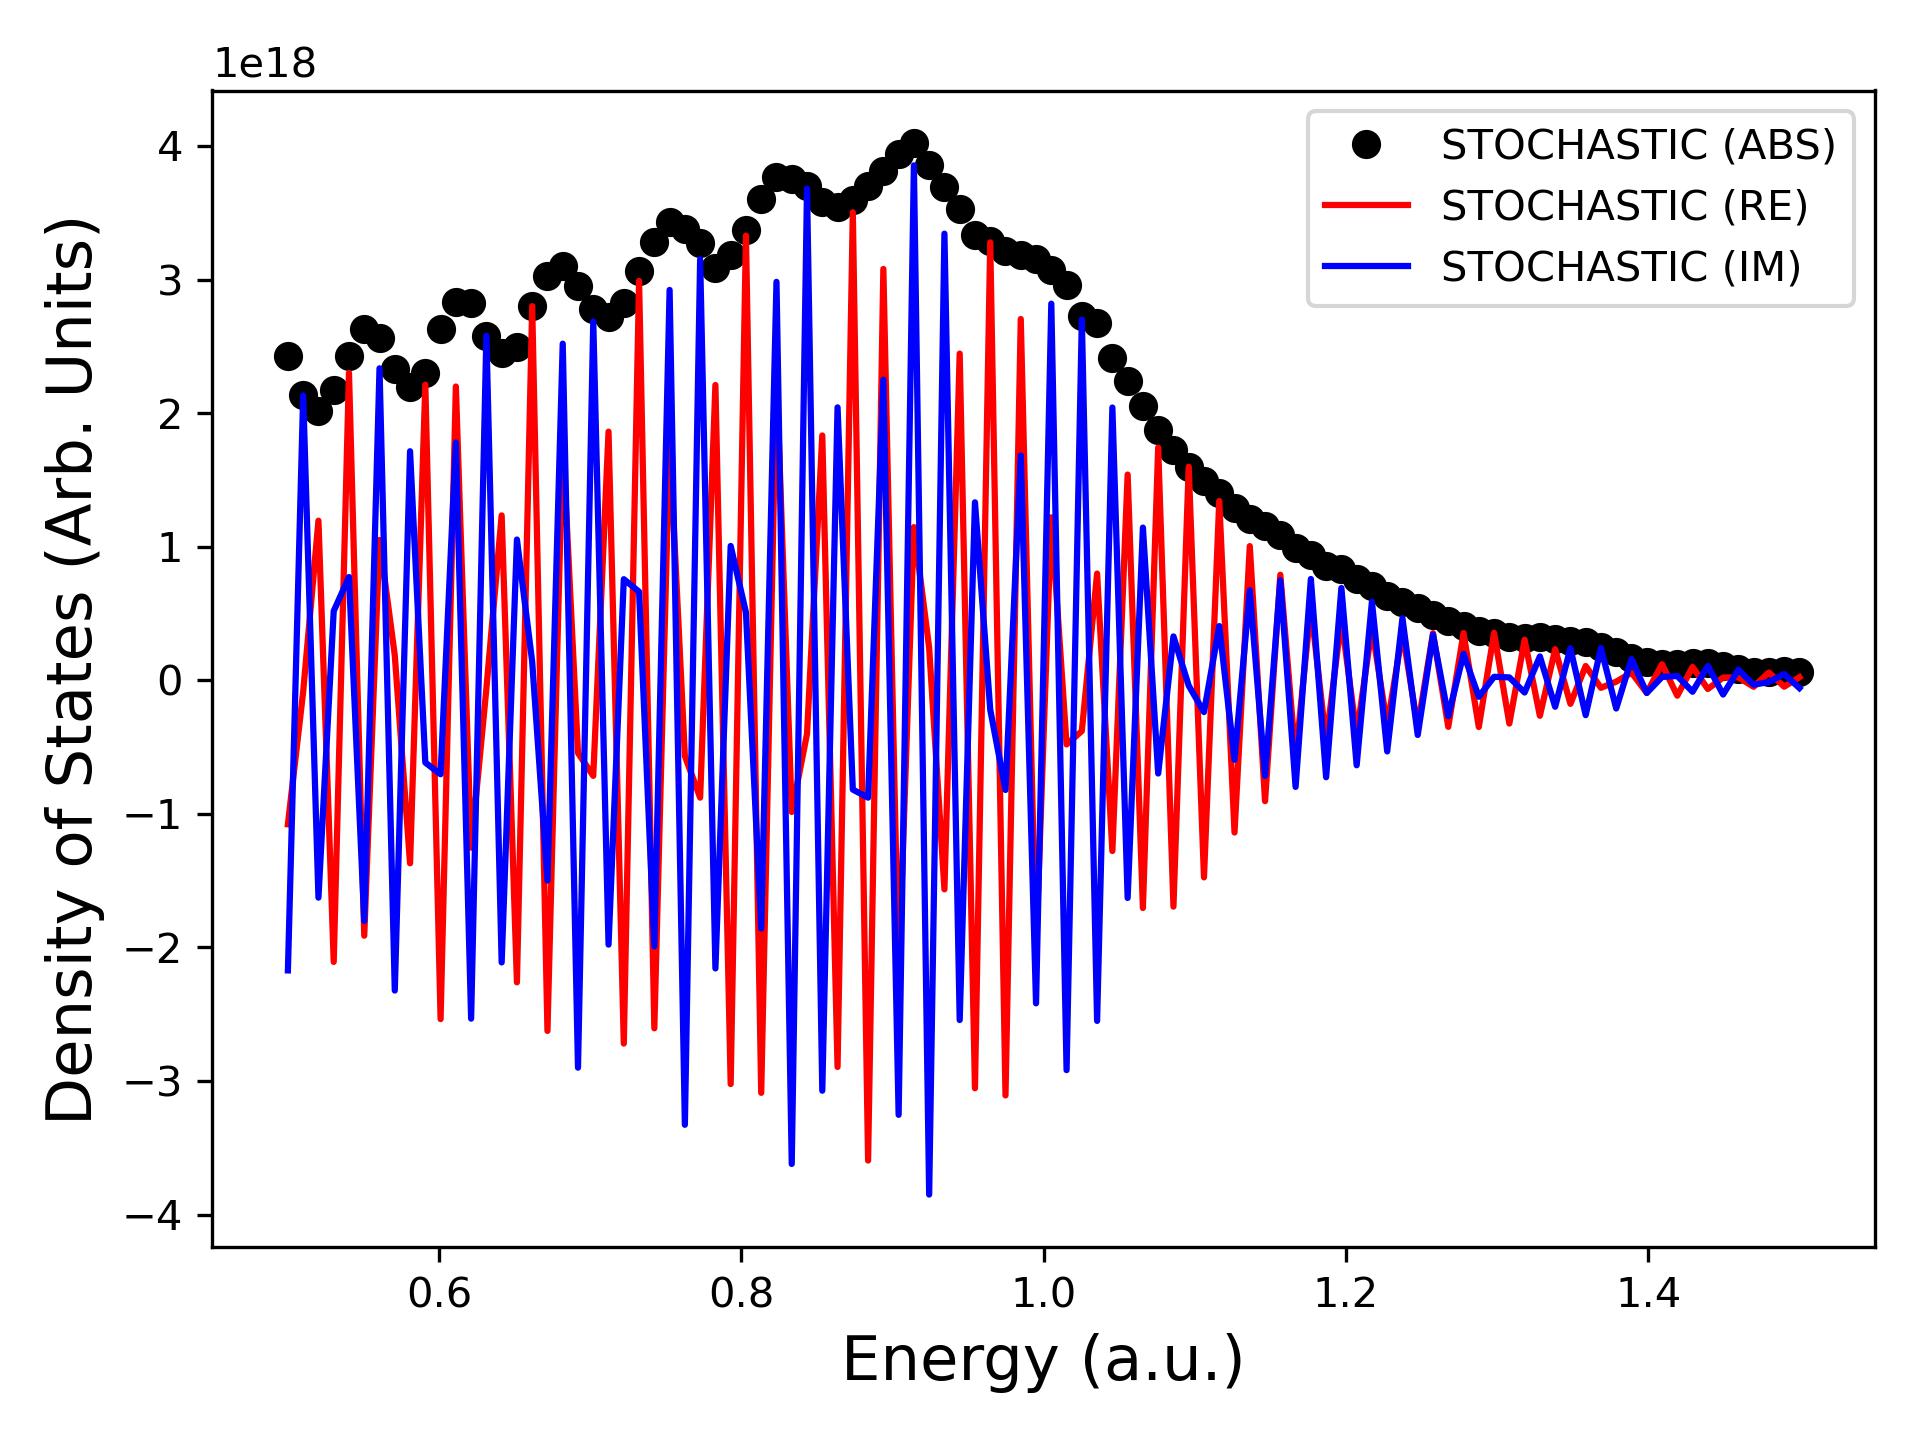 1e18
4
3
2
1
0
−1
−2
−3
−4
Density of States (Arb. Units)
STOCHASTIC (ABS)
STOCHASTIC (RE)
STOCHASTIC (IM)
0.6 0.8 1.0 1.2 1.4
Energy (a.u.)